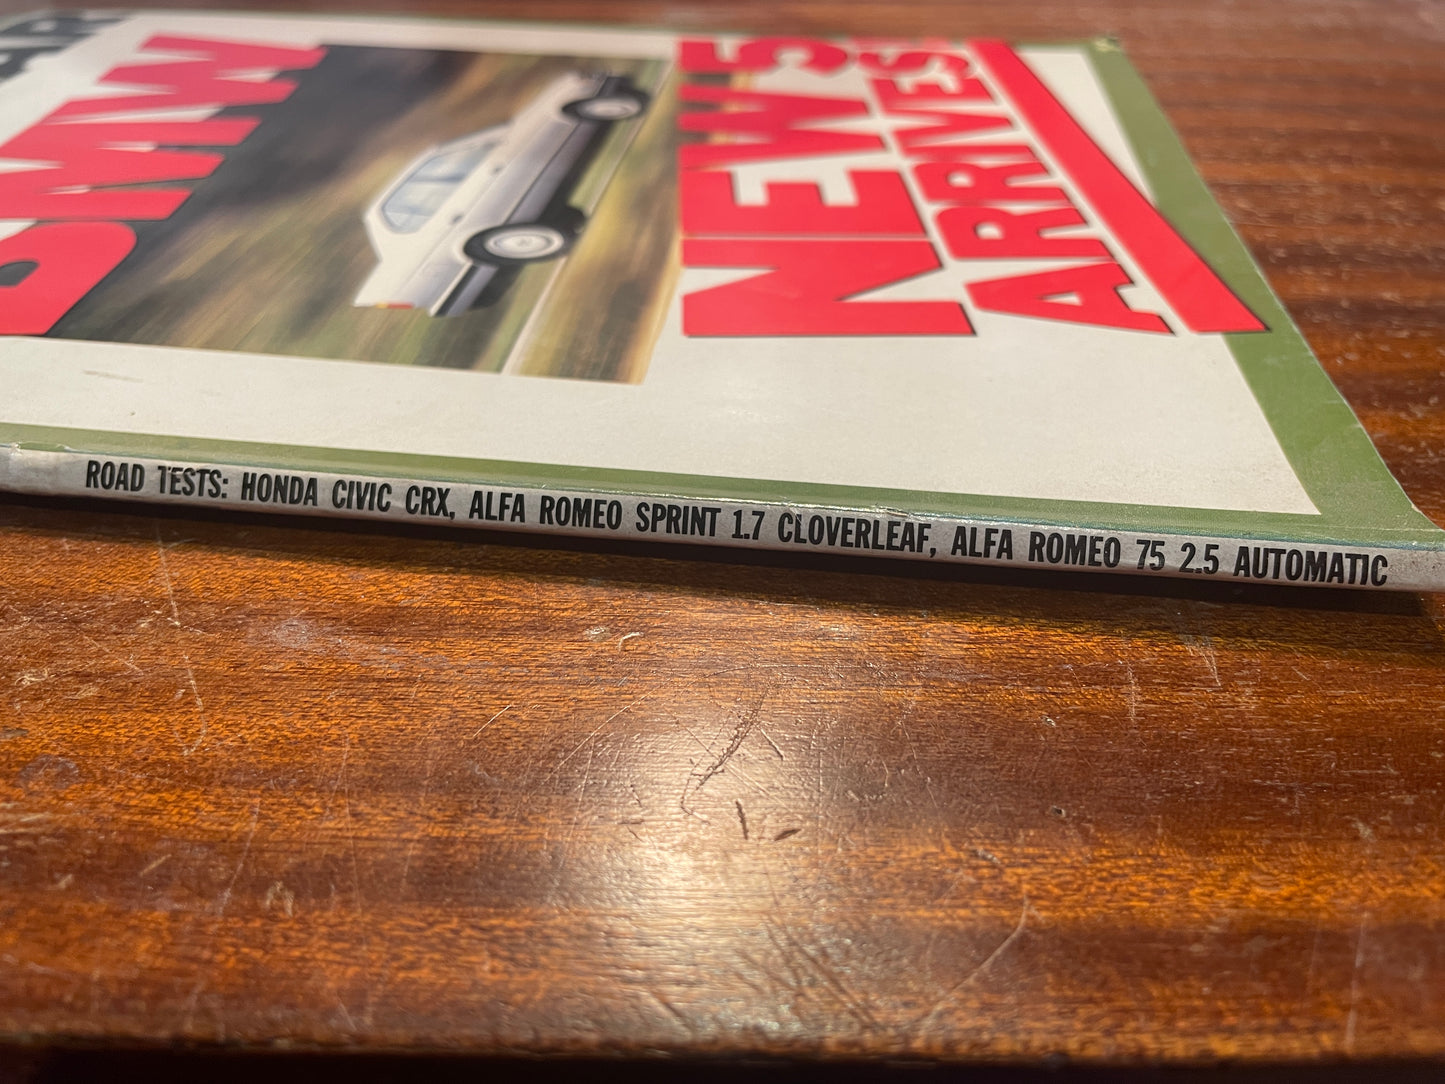 BMW
NEW 5
ARRIVES
ROAD TESTS: HONDA CIVIC CRX, ALFA ROMEO SPRINT 1.7 CLOVERLEAF, ALFA ROMEO 75 2.5 AUTOMATIC